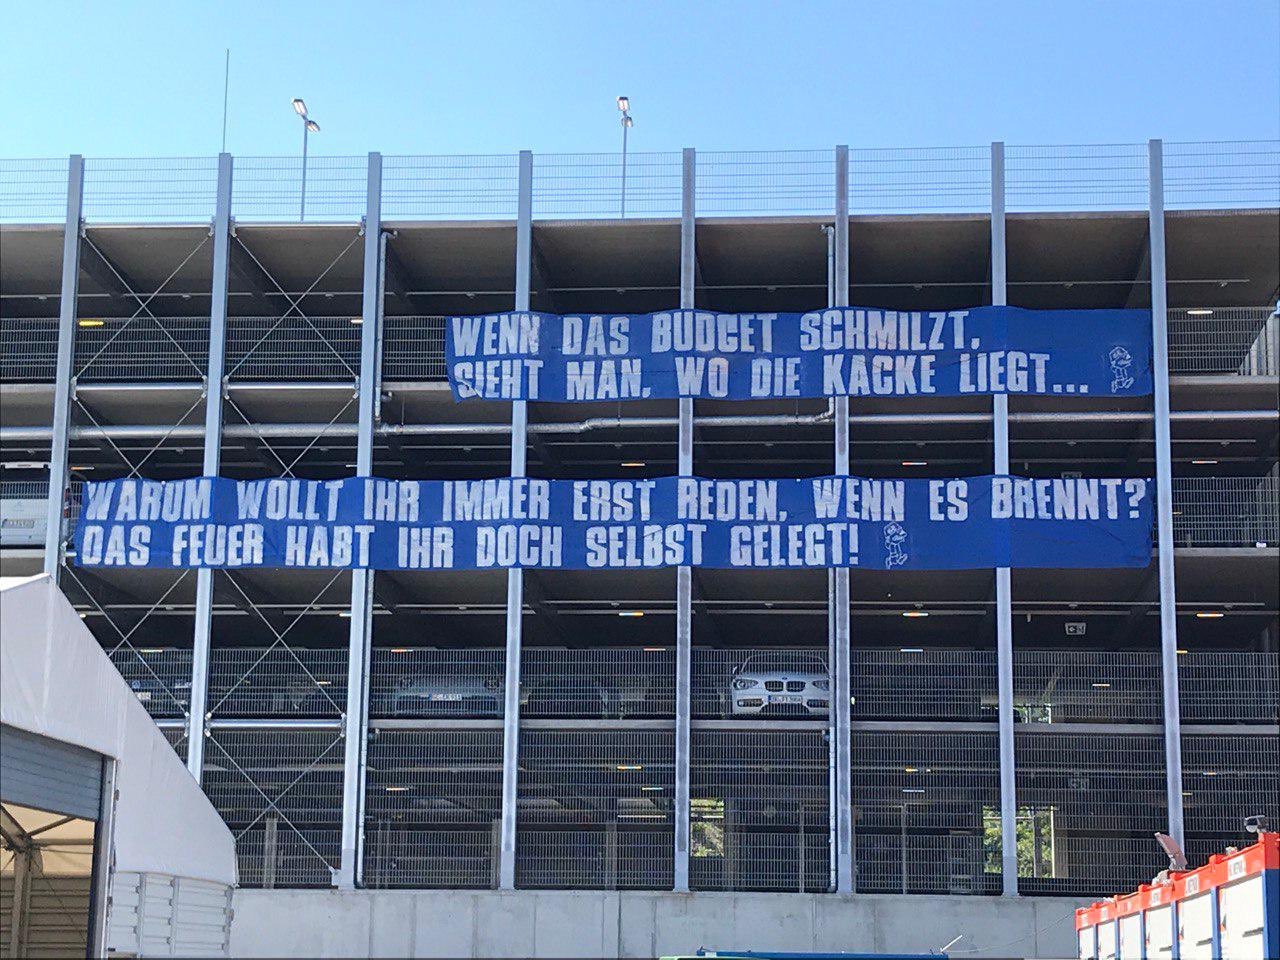 WENN DAS BUDGET SCHMILZT,
SIEHT MAN, WO DIE KACKE LIEGT...
WARUM WOLLT IHR IMMER ERST REDEN, WENN ES BRENNT?
DAS FEUER HABT IHR DOCH SELBST GELEGT!